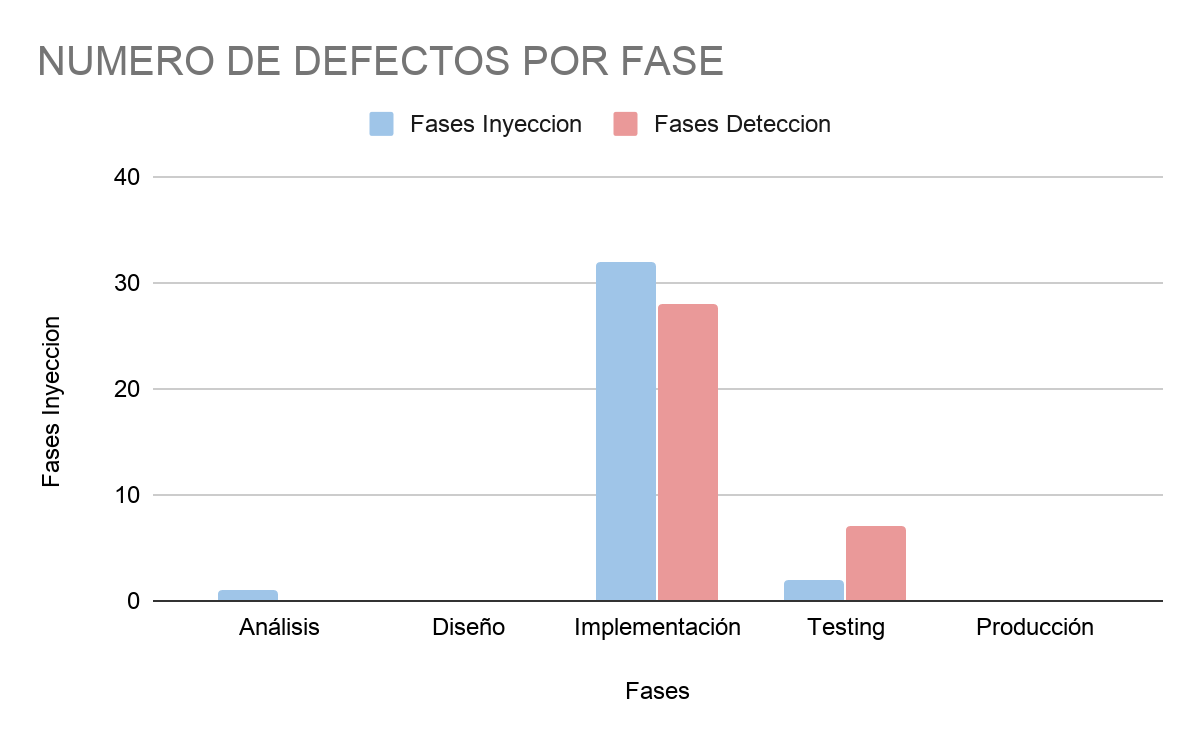 NUMERO DE DEFECTOS POR FASE
Fases Inyeccion
Fases Deteccion
40
30
20
10
0
Fases Inyeccion
Análisis
Diseño
Implementación
Testing
Producción
Fases